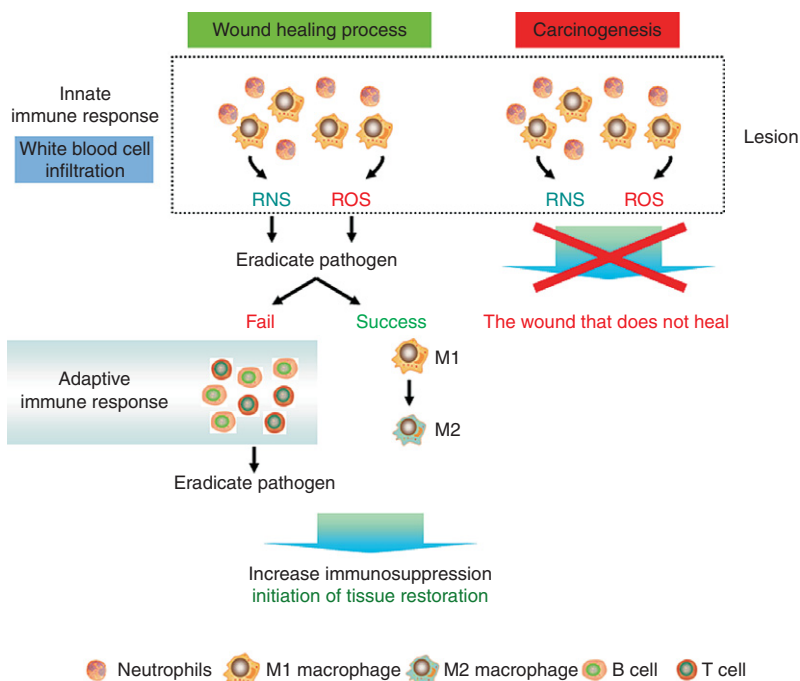 Wound healing process
Carcinogenesis
Innate
immune response
White blood cell
infiltration
Lesion
RNS
ROS
RNS
ROS
Eradicate pathogen
Fail
Success
The wound that does not heal
Adaptive
immune response
M1
M2
Eradicate pathogen
Increase immunosuppression
initiation of tissue restoration
Neutrophils
M1 macrophage
M2 macrophage
B cell
T cell